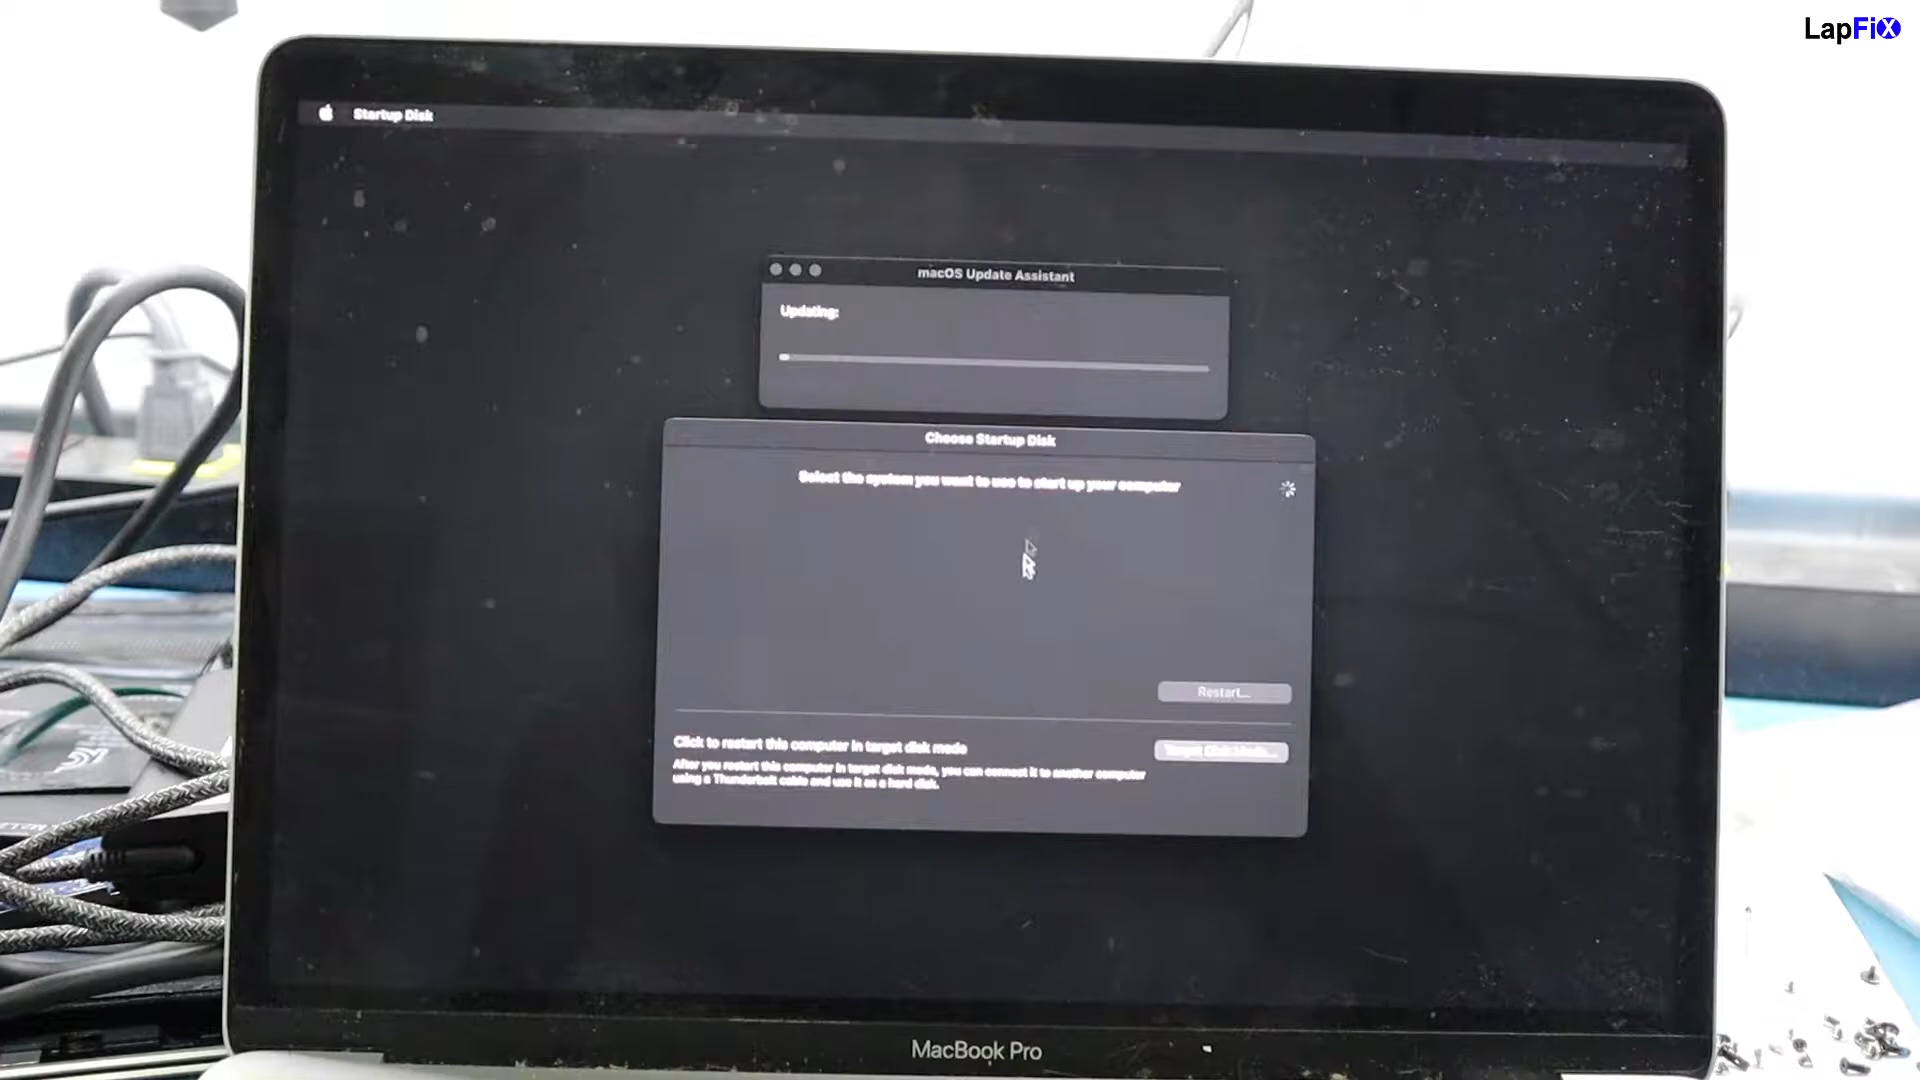 LapFiX
Startup Disk
macOS Update Assistant
Updating:
Choose Startup Disk
Select the system you want to use to start up your computer
Restart...
Click to restart this computer in target disk mode
Target Disk Mode...
After you restart this computer in target disk mode, you can connect it to another computer
using a Thunderbolt cable and use it as a hard disk.
MacBook Pro